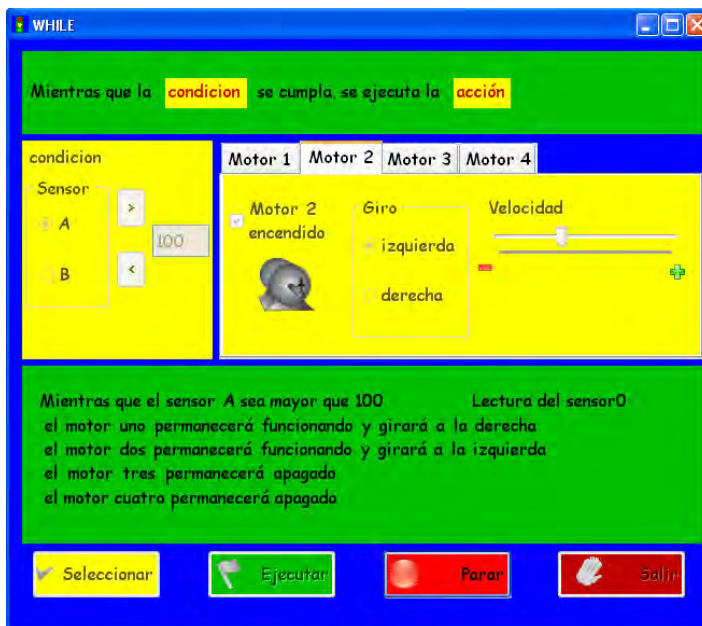 WHILE
Mientras que la condicion se cumpla, se ejecuta la acción
condicion
Sensor
A
B
>
<
100
Motor 1 Motor 2 Motor 3 Motor 4
Motor 2
encendido
Giro
izquierda
derecha
Velocidad
Mientras que el sensor A sea mayor que 100 Lectura del sensor0
el motor uno permanecerá funcionando y girará a la derecha
el motor dos permanecerá funcionando y girará a la izquierda
el motor tres permanecerá apagado
el motor cuatro permanecerá apagado
Seleccionar Ejecutar Parar Salir